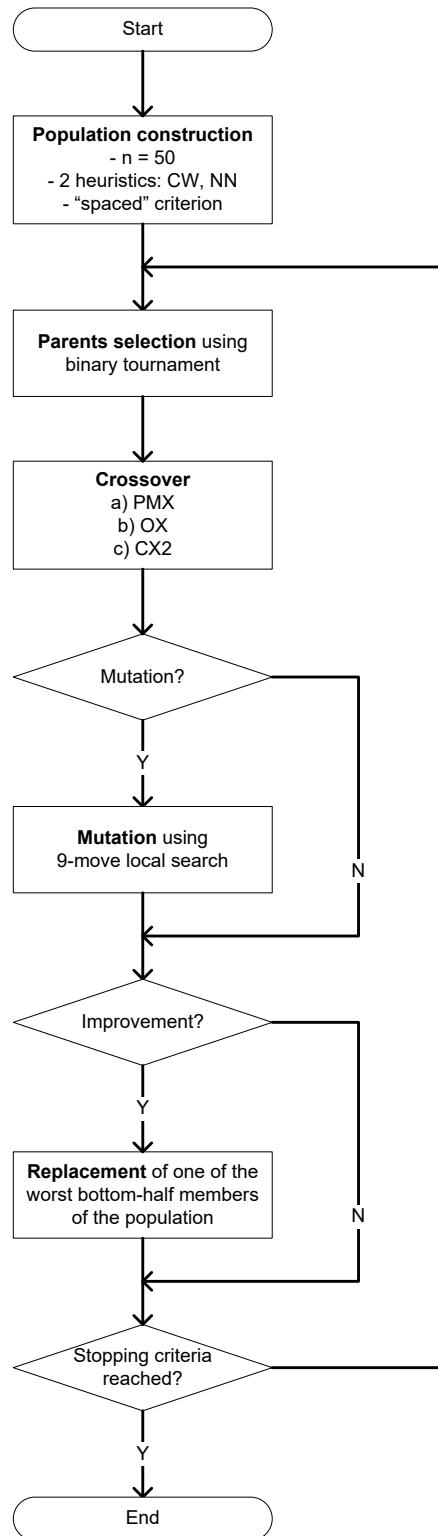 Start
Population construction
- n = 50
- 2 heuristics: CW, NN
- “spaced” criterion
Parents selection using
binary tournament
Crossover
a) PMX
b) OX
c) CX2
Mutation?
Y
Mutation using
9-move local search
N
Improvement?
Y
Replacement of one of the
worst bottom-half members
of the population
N
Stopping criteria
reached?
Y
End